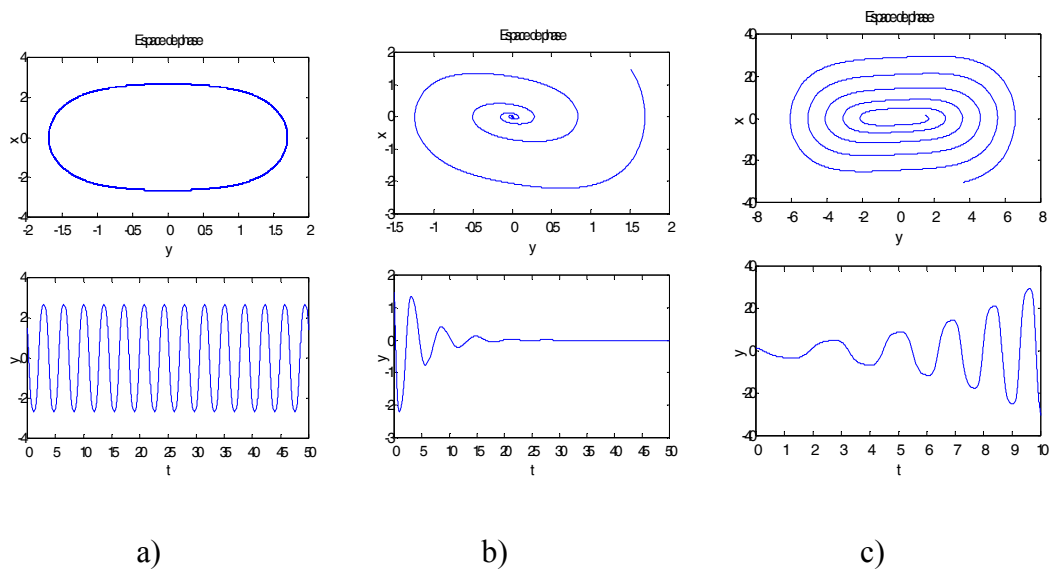 Espace de phase
4
2
0
-2
-4
x
-2 -1.5 -1 -0.5 0 0.5 1 1.5 2
y
4
2
0
-2
-4
y
0 5 10 15 20 25 30 35 40 45 50
t
a)
Espace de phase
2
1
0
-1
-2
-3
x
-1.5 -1 -0.5 0 0.5 1 1.5 2
y
2
1
0
-1
-2
-3
y
0 5 10 15 20 25 30 35 40 45 50
t
b)
Espace de phase
40
20
0
-20
-40
x
-8 -6 -4 -2 0 2 4 6 8
y
40
20
0
-20
-40
y
0 1 2 3 4 5 6 7 8 9 10
t
c)